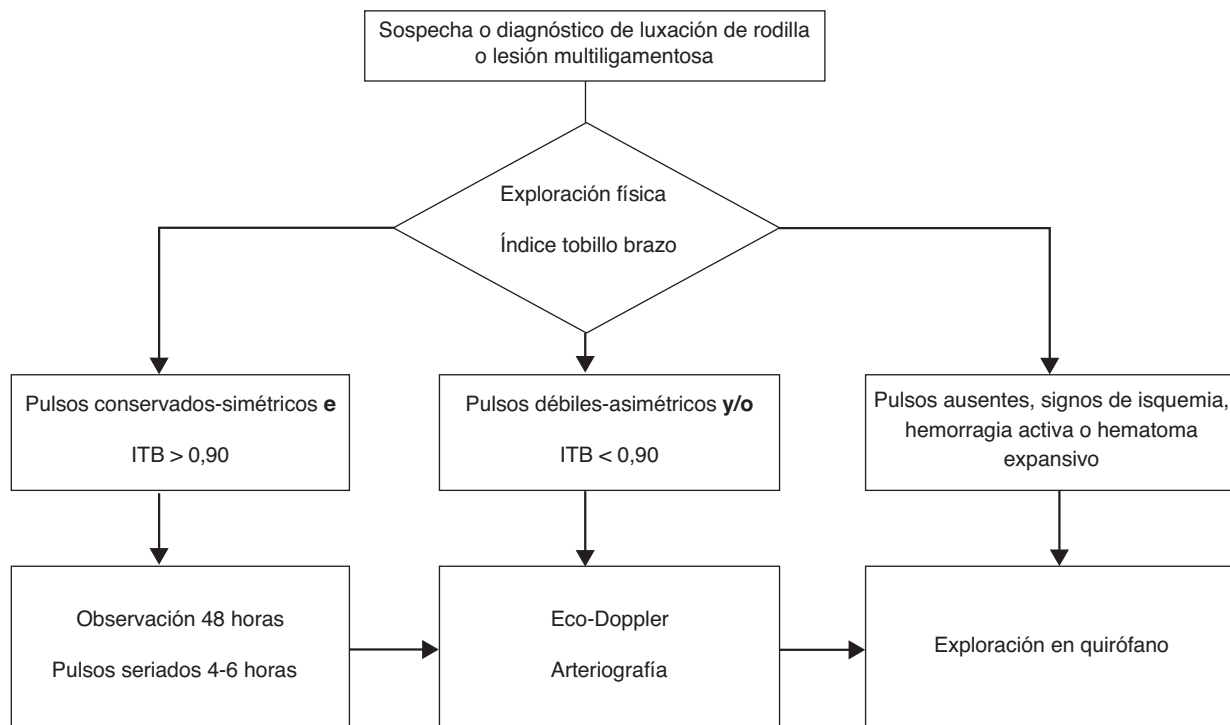 Sospecha o diagnóstico de luxación de rodilla
o lesión multiligamentosa
Exploración física
Índice tobillo brazo
Pulsos conservados-simétricos e
ITB > 0,90
Pulsos débiles-asimétricos y/o
ITB < 0,90
Pulsos ausentes, signos de isquemia,
hemorragia activa o hematoma
expansivo
Observación 48 horas
Pulsos seriados 4-6 horas
Eco-Doppler
Arteriografía
Exploración en quirófano